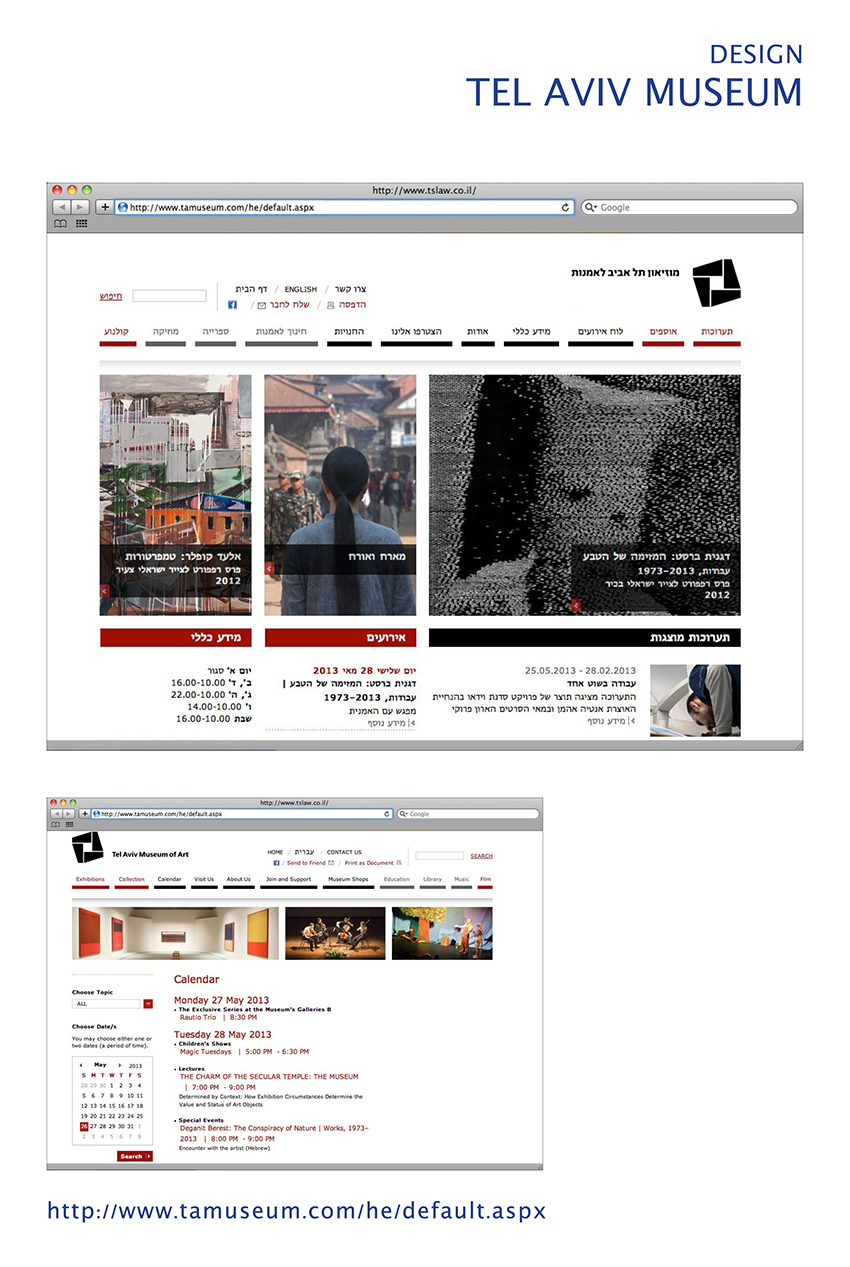 DESIGN
TEL AVIV MUSEUM
http://www.tslaw.co.il/
http://www.tamuseum.com/he/default.aspx
Google
מוזיאון תל אביב לאמנות
צרו קשר / ENGLISH / דף הבית
הדפסה / שלח לחבר /
חיפוש
תערוכות אוספים לוח אירועים מידע כללי אודות הצטרפו אלינו החנויות חינוך לאמנות ספרייה מוזיקה קולנוע
דגנית ברסט: המזימה של הטבע
עבודות, 1973-2013
פרס רפפורט לצייר ישראלי בכיר
2012
מארח ואורח
אלעד קופלר: טמפרטורות
פרס רפפורט לצייר ישראלי צעיר
2012
תערוכות מוצגות
25.05.2013 - 28.02.2013
עבודה בשוט אחד
התערוכה מציגה תוצר של פרויקט סדנת וידאו בהנחיית
האוצרת אנטיה אהמן ובמאי הסרטים הארון פרוקי
מידע נוסף
אירועים
יום שלישי 28 מאי 2013
דגנית ברסט: המזימה של הטבע |
עבודות, 1973-2013
מפגש עם האמנית
מידע נוסף
מידע כללי
יום א' סגור
ב', ד' 16.00-10.00
ג', ה' 22.00-10.00
ו' 14.00-10.00
שבת 16.00-10.00
http://www.tslaw.co.il/
http://www.tamuseum.com/he/default.aspx
Google
Tel Aviv Museum of Art
HOME / עברית / CONTACT US
/ Send to Friend / Print as Document
SEARCH
Exhibitions Collection Calendar Visit Us About Us Join and Support Museum Shops Education Library Music Film
Choose Topic
ALL
Choose Date/s
You may choose either one or
two dates (a period of time).
May 2013
S M T W T F S
28 29 30 1 2 3 4
5 6 7 8 9 10 11
12 13 14 15 16 17 18
19 20 21 22 23 24 25
26 27 28 29 30 31 1
2 3 4 5 6 7 8
Search
Calendar
Monday 27 May 2013
• The Exclusive Series at the Museum's Galleries B
Rautio Trio | 8:30 PM
Tuesday 28 May 2013
• Children's Shows
Magic Tuesdays | 5:00 PM - 6:30 PM
• Lectures
THE CHARM OF THE SECULAR TEMPLE: THE MUSEUM
| 7:00 PM - 9:00 PM
Determined by Context: How Exhibition Circumstances Determine the
Value and Status of Art Objects
• Special Events
Deganit Berest: The Conspiracy of Nature | Works, 1973–
2013 | 8:00 PM - 9:00 PM
Encounter with the artist (Hebrew)
http://www.tamuseum.com/he/default.aspx